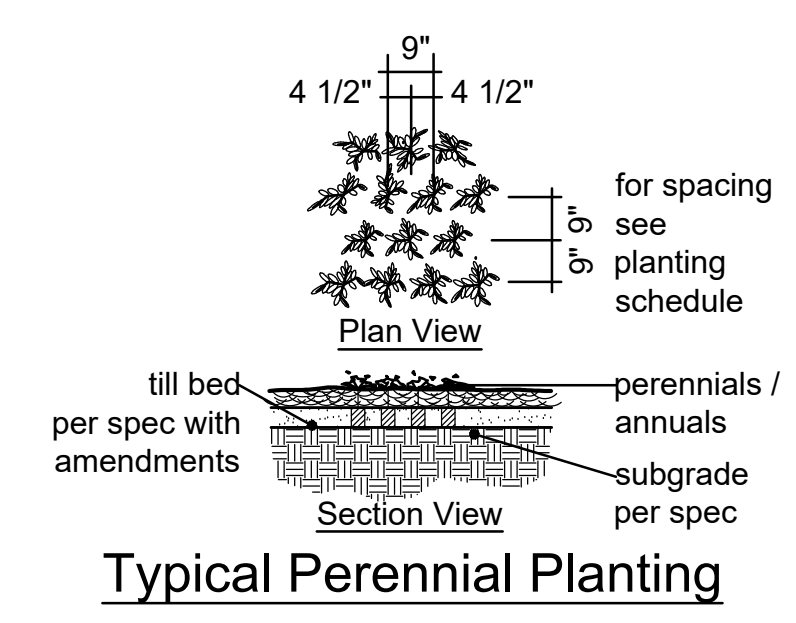 9"
4 1/2" 4 1/2"
9"
9"
for spacing
see
planting
schedule
Plan View
till bed
per spec with
amendments
perennials /
annuals
subgrade
per spec
Section View
Typical Perennial Planting